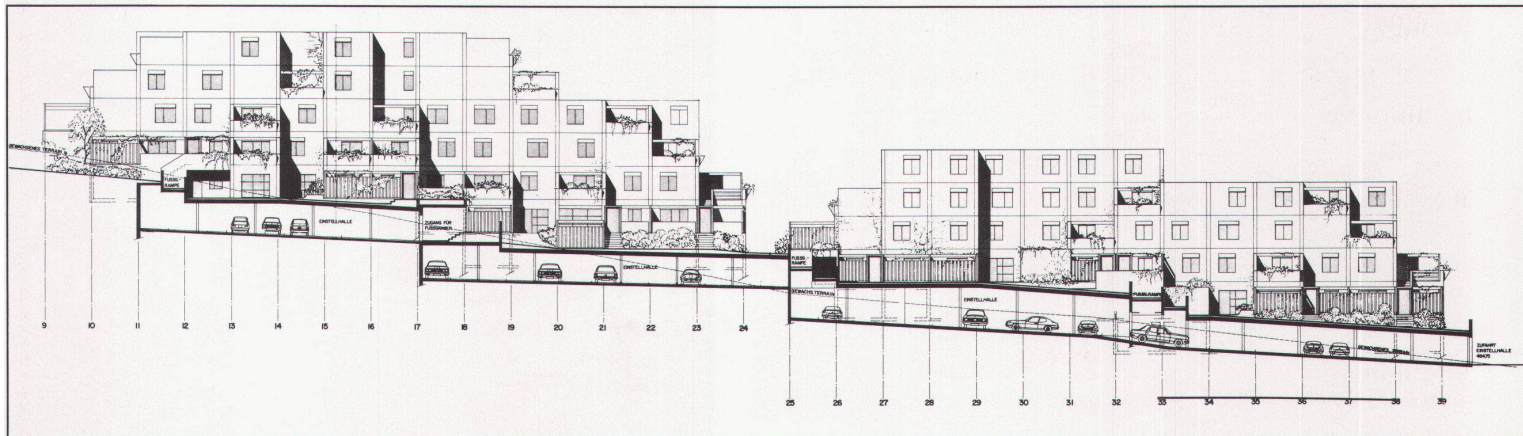 GEWACHSENES TERRAIN
FUSSG.
RAMPE
EINSTELLHALLE
ZUGANG FÜR
FUSSGÄNGER
EINSTELLHALLE
FUSSG.-
RAMPE
GEWACHS. TERRAIN
EINSTELLHALLE
FUSSG. RAMPE
GEWACHSENES TERRAIN
ZUFAHRT
EINSTELLHALLE
464.75
9 10 11 12 13 14 15 16 17 18 19 20 21 22 23 24
25 26 27 28 29 30 31 32 33 34 35 36 37 38 39